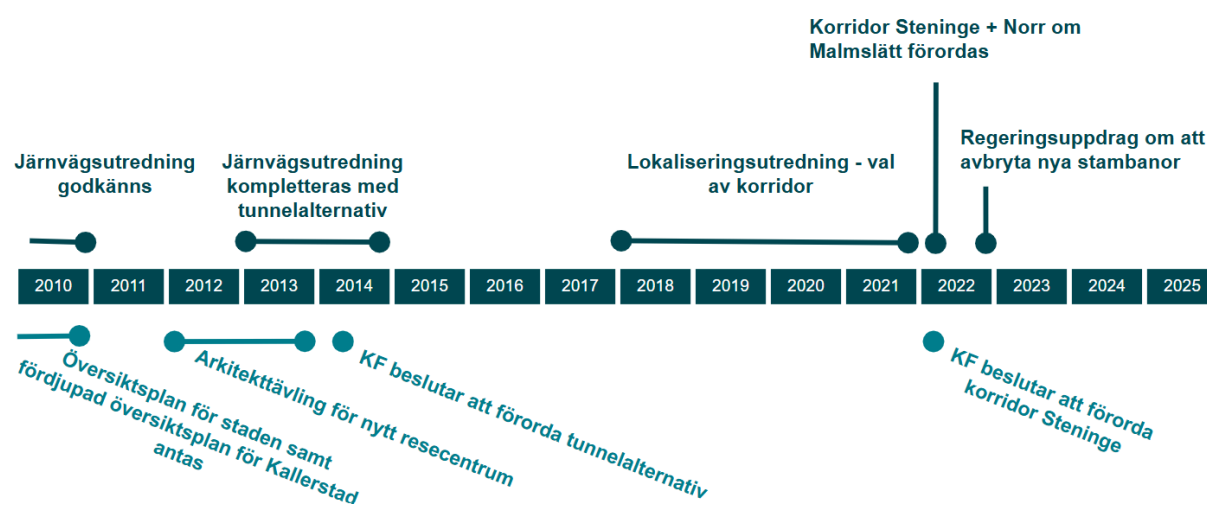 Korridor Steninge + Norr om
Malmslätt förordas
Järnvägsutredning
godkänns
Järnvägsutredning
kompletteras med
tunnelalternativ
Lokaliseringsutredning - val
av korridor
Regeringsuppdrag om att
avbryta nya stambanor
2010 2011 2012 2013 2014 2015 2016 2017 2018 2019 2020 2021 2022 2023 2024 2025
Översiktsplan för staden samt
fördjupad översiktsplan för Kallerstad
antas
Arkitekttävling för nytt resecentrum
KF beslutar att förorda tunnelalternativ
KF beslutar att förorda
korridor Steninge